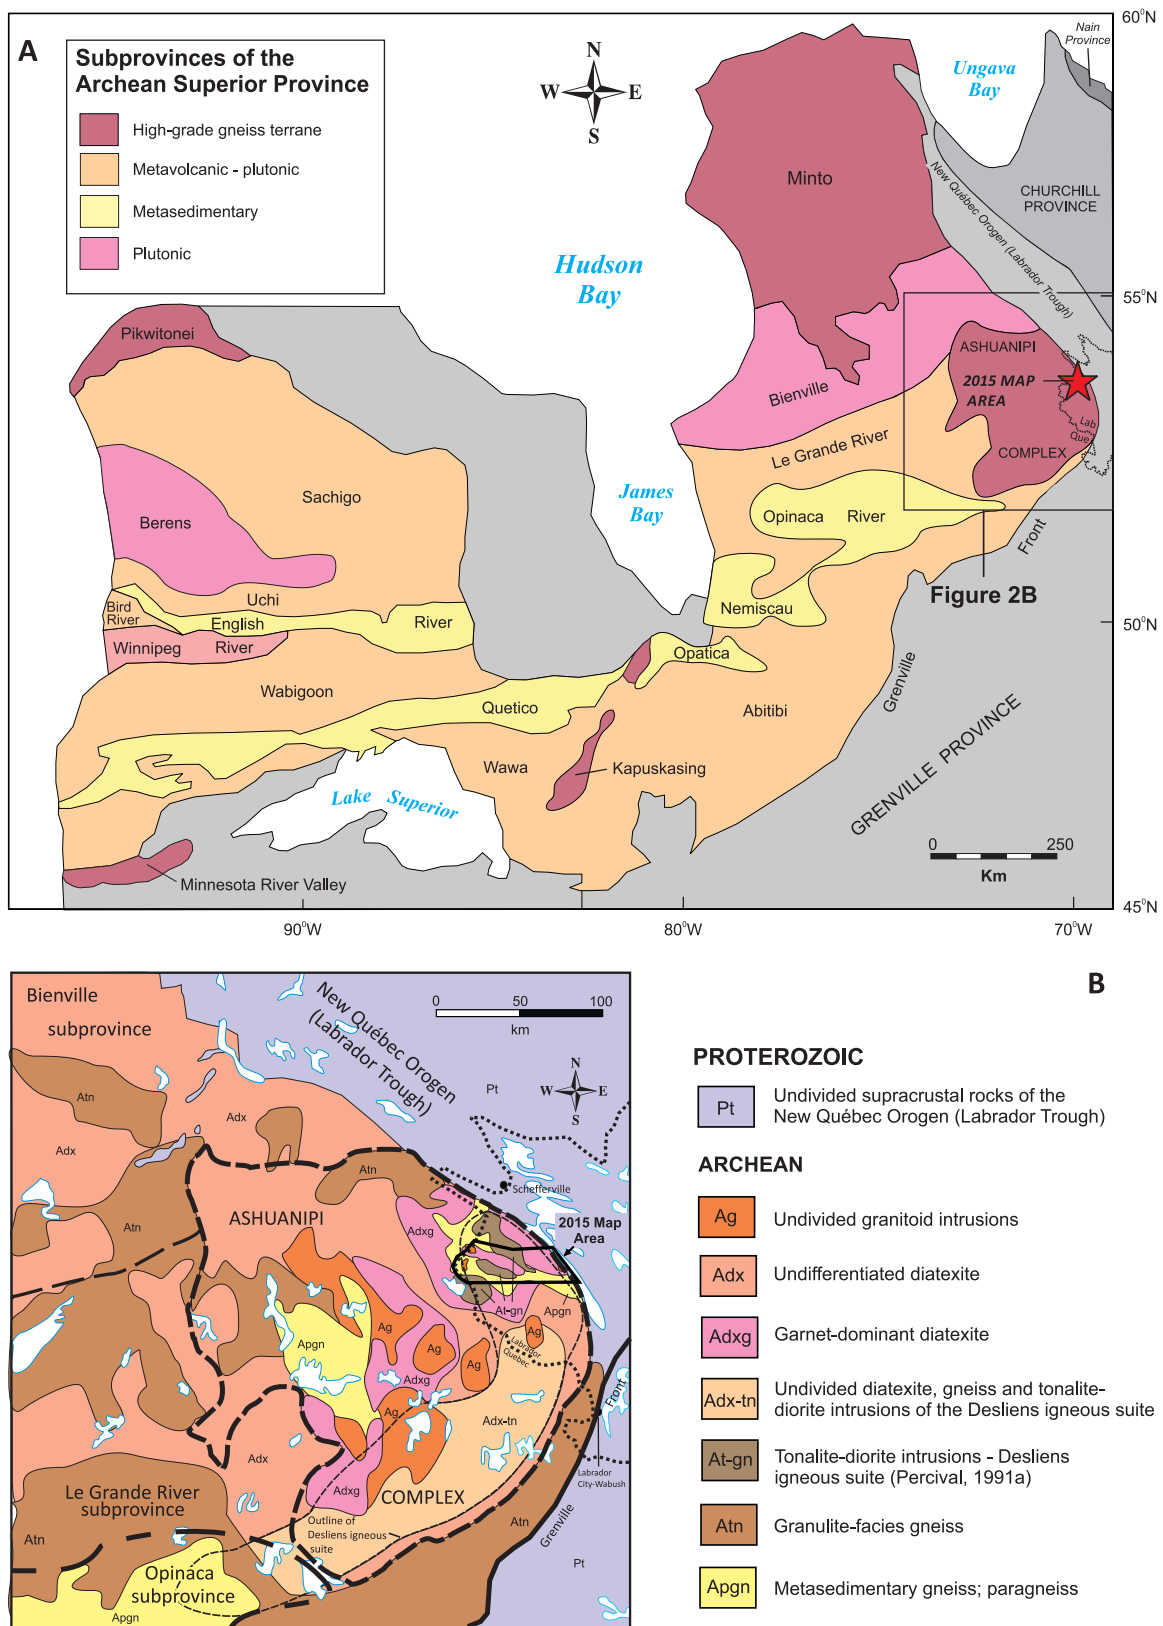 A
Subprovinces of the
Archean Superior Province
High-grade gneiss terrane
Metavolcanic - plutonic
Metasedimentary
Plutonic
N
W E
S
60°N
Nain
Province
Ungava
Bay
Minto
New Québec Orogen (Labrador Trough)
CHURCHILL
PROVINCE
Hudson
Bay
55°N
Pikwitonei
ASHUANIPI
2015 MAP
AREA
Bienville
Lab
Que
Le Grande River
COMPLEX
Sachigo
James
Bay
Berens
Opinaca River
Front
Figure 2B
Uchi
Bird
River
English River
Nemiscau
50°N
Winnipeg River
Opatica
Wabigoon
Grenville
Quetico
Abitibi
Wawa
Kapuskasing
GRENVILLE PROVINCE
Lake Superior
0 250
Km
Minnesota River Valley
45°N
90°W
80°W
70°W
B
Bienville
subprovince
New Québec Orogen
(Labrador Trough)
0 50 100
km
Pt
N
W E
S
Atn
Adx
Adx
Atn
Schefferville
Atn
ASHUANIPI
Adxg
2015 Map
Area
At-gn
Apgn
Ag
Ag
Ag
Ag
Labrador
Québec
Apgn
Adxg
Ag
Adx-tn
Front
Adx
Labrador
City-Wabush
Le Grande River
subprovince
Adxg
COMPLEX
Outline of
Desliens igneous
suite
Atn
Atn
Grenville
Pt
Opinaca
subprovince
Apgn
PROTEROZOIC
Pt
Undivided supracrustal rocks of the
New Québec Orogen (Labrador Trough)
ARCHEAN
Ag
Undivided granitoid intrusions
Adx
Undifferentiated diatexite
Adxg
Garnet-dominant diatexite
Adx-tn
Undivided diatexite, gneiss and tonalite-
diorite intrusions of the Desliens igneous suite
At-gn
Tonalite-diorite intrusions - Desliens
igneous suite (Percival, 1991a)
Atn
Granulite-facies gneiss
Apgn
Metasedimentary gneiss; paragneiss